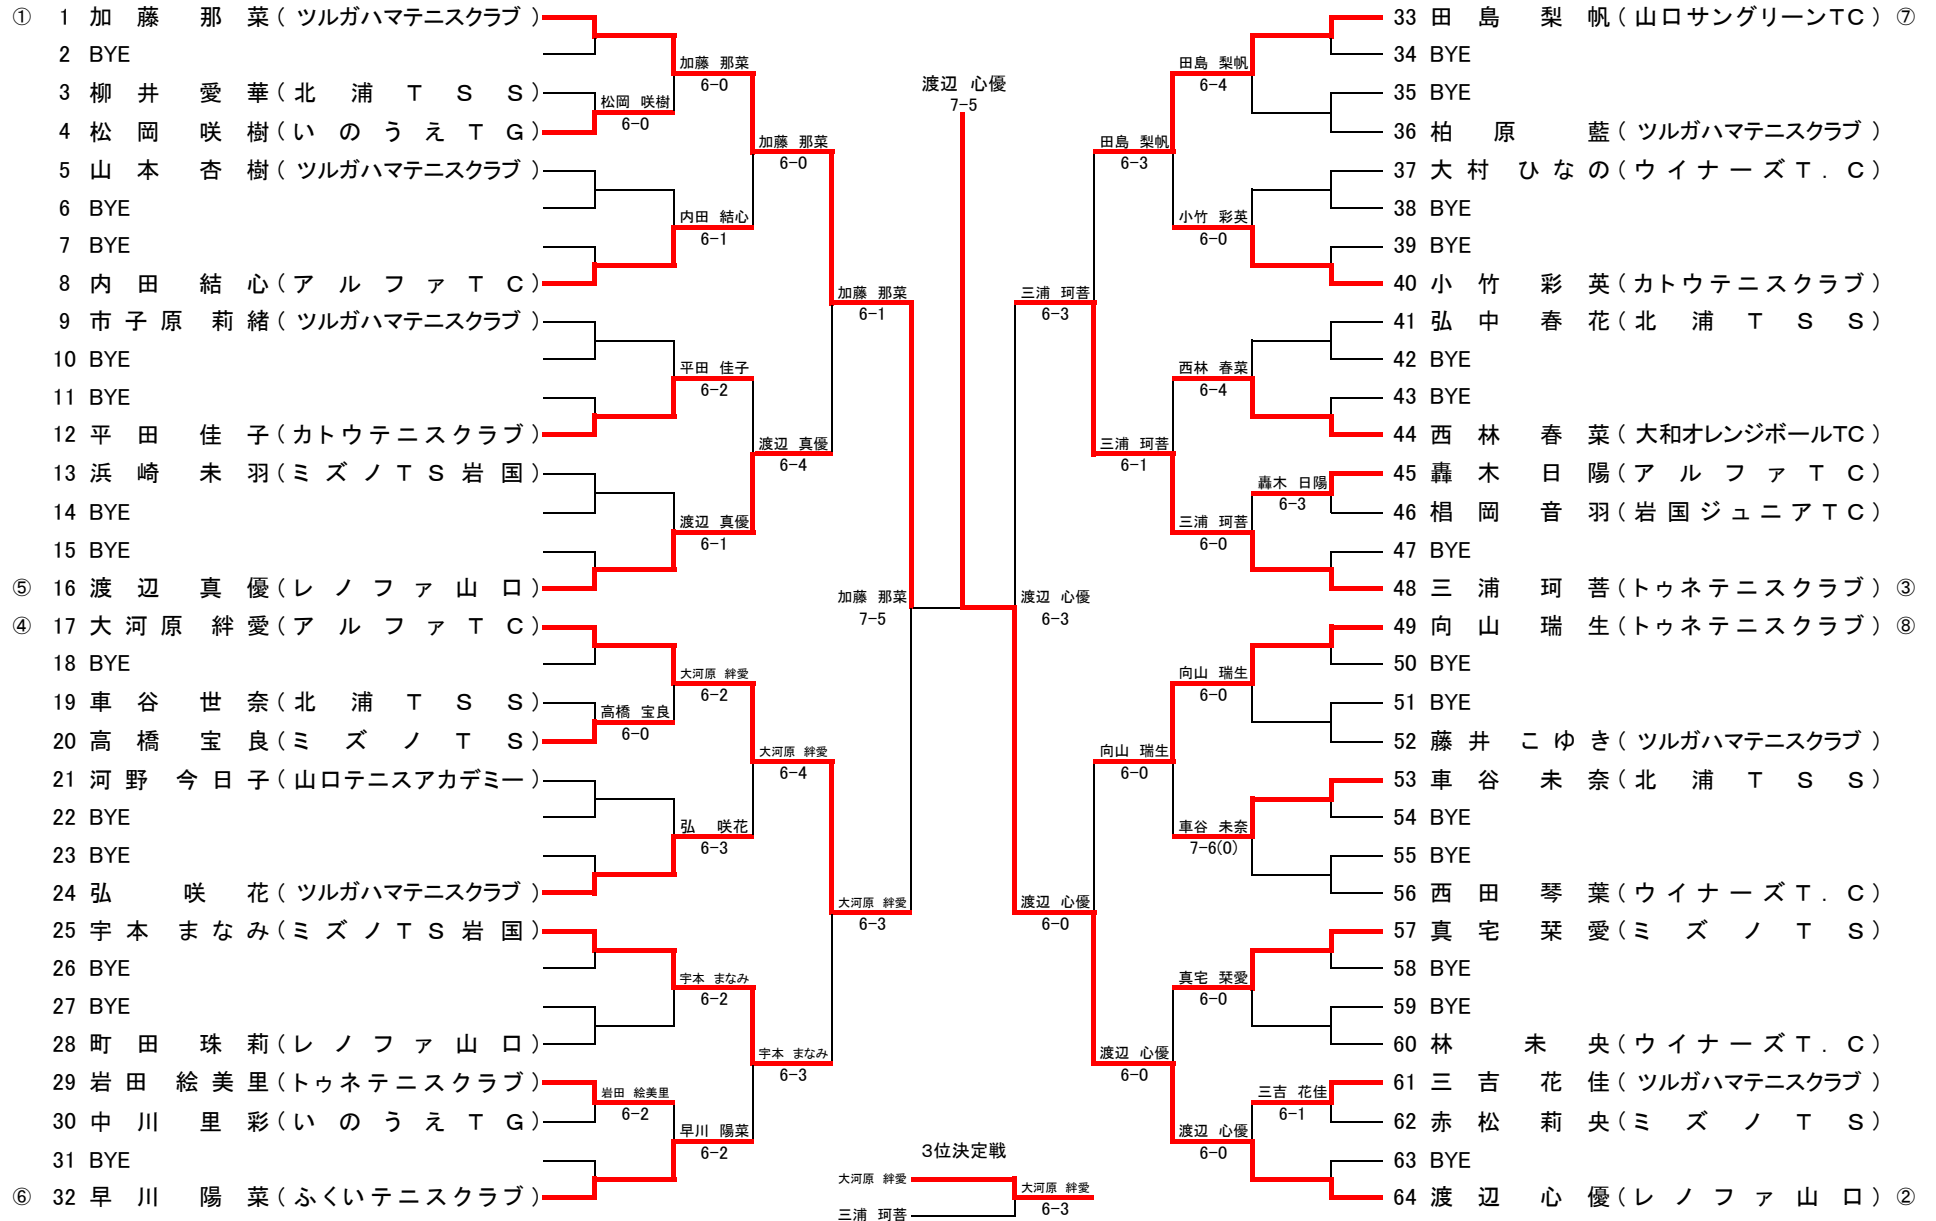 ① 1 加藤 那菜 ( ツルガハマテニスクラブ )
2 BYE
3 柳井 愛華 ( 北浦TSS )
4 松岡 咲樹 ( いのうえTG )
5 山本 杏樹 ( ツルガハマテニスクラブ )
6 BYE
7 BYE
8 内田 結心 ( アルファTC )
9 市子原 莉緒 ( ツルガハマテニスクラブ )
10 BYE
11 BYE
12 平田 佳子 ( カトウテニスクラブ )
13 浜崎 未羽 ( ミズノTS岩国 )
14 BYE
15 BYE
⑤ 16 渡辺 真優 ( レノファ山口 )
④ 17 大河原 絆愛 ( アルファTC )
18 BYE
19 車谷 世奈 ( 北浦TSS )
20 高橋 宝良 ( ミズノTS )
21 河野 今日子 ( 山口テニスアカデミー )
22 BYE
23 BYE
24 弘 咲花 ( ツルガハマテニスクラブ )
25 宇本 まなみ ( ミズノTS岩国 )
26 BYE
27 BYE
28 町田 珠莉 ( レノファ山口 )
29 岩田 絵美里 ( トゥネテニスクラブ )
30 中川 里彩 ( いのうえTG )
31 BYE
⑥ 32 早川 陽菜 ( ふくいテニスクラブ )
松岡 咲樹
6-0
高橋 宝良
6-0
岩田 絵美里
6-2
加藤 那菜
6-0
内田 結心
6-1
平田 佳子
6-2
渡辺 真優
6-1
大河原 絆愛
6-2
弘 咲花
6-3
宇本 まなみ
6-2
早川 陽菜
6-2
加藤 那菜
6-0
渡辺 真優
6-4
大河原 絆愛
6-4
宇本 まなみ
6-3
加藤 那菜
6-1
大河原 絆愛
6-3
加藤 那菜
7-5
渡辺 心優
7-5
渡辺 心優
6-3
三浦 珂菩
6-3
渡辺 心優
6-0
田島 梨帆
6-3
三浦 珂菩
6-1
向山 瑞生
6-0
渡辺 心優
6-0
田島 梨帆
6-4
小竹 彩英
6-0
西林 春菜
6-4
三浦 珂菩
6-0
向山 瑞生
6-0
車谷 未奈
7-6(0)
真宅 栞愛
6-0
渡辺 心優
6-0
轟木 日陽
6-3
三吉 花佳
6-1
33 田島 梨帆 ( 山口サングリーンTC ) ⑦
34 BYE
35 BYE
36 柏原 藍 ( ツルガハマテニスクラブ )
37 大村 ひなの ( ウイナーズT.C )
38 BYE
39 BYE
40 小竹 彩英 ( カトウテニスクラブ )
41 弘中 春花 ( 北浦TSS )
42 BYE
43 BYE
44 西林 春菜 ( 大和オレンジボールTC )
45 轟木 日陽 ( アルファTC )
46 椙岡 音羽 ( 岩国ジュニアTC )
47 BYE
48 三浦 珂菩 ( トゥネテニスクラブ ) ③
49 向山 瑞生 ( トゥネテニスクラブ ) ⑧
50 BYE
51 BYE
52 藤井 こゆき ( ツルガハマテニスクラブ )
53 車谷 未奈 ( 北浦TSS )
54 BYE
55 BYE
56 西田 琴葉 ( ウイナーズT.C )
57 真宅 栞愛 ( ミズノTS )
58 BYE
59 BYE
60 林 未央 ( ウイナーズT.C )
61 三吉 花佳 ( ツルガハマテニスクラブ )
62 赤松 莉央 ( ミズノTS )
63 BYE
64 渡辺 心優 ( レノファ山口 ) ②
3位決定戦
大河原 絆愛
三浦 珂菩
大河原 絆愛
6-3